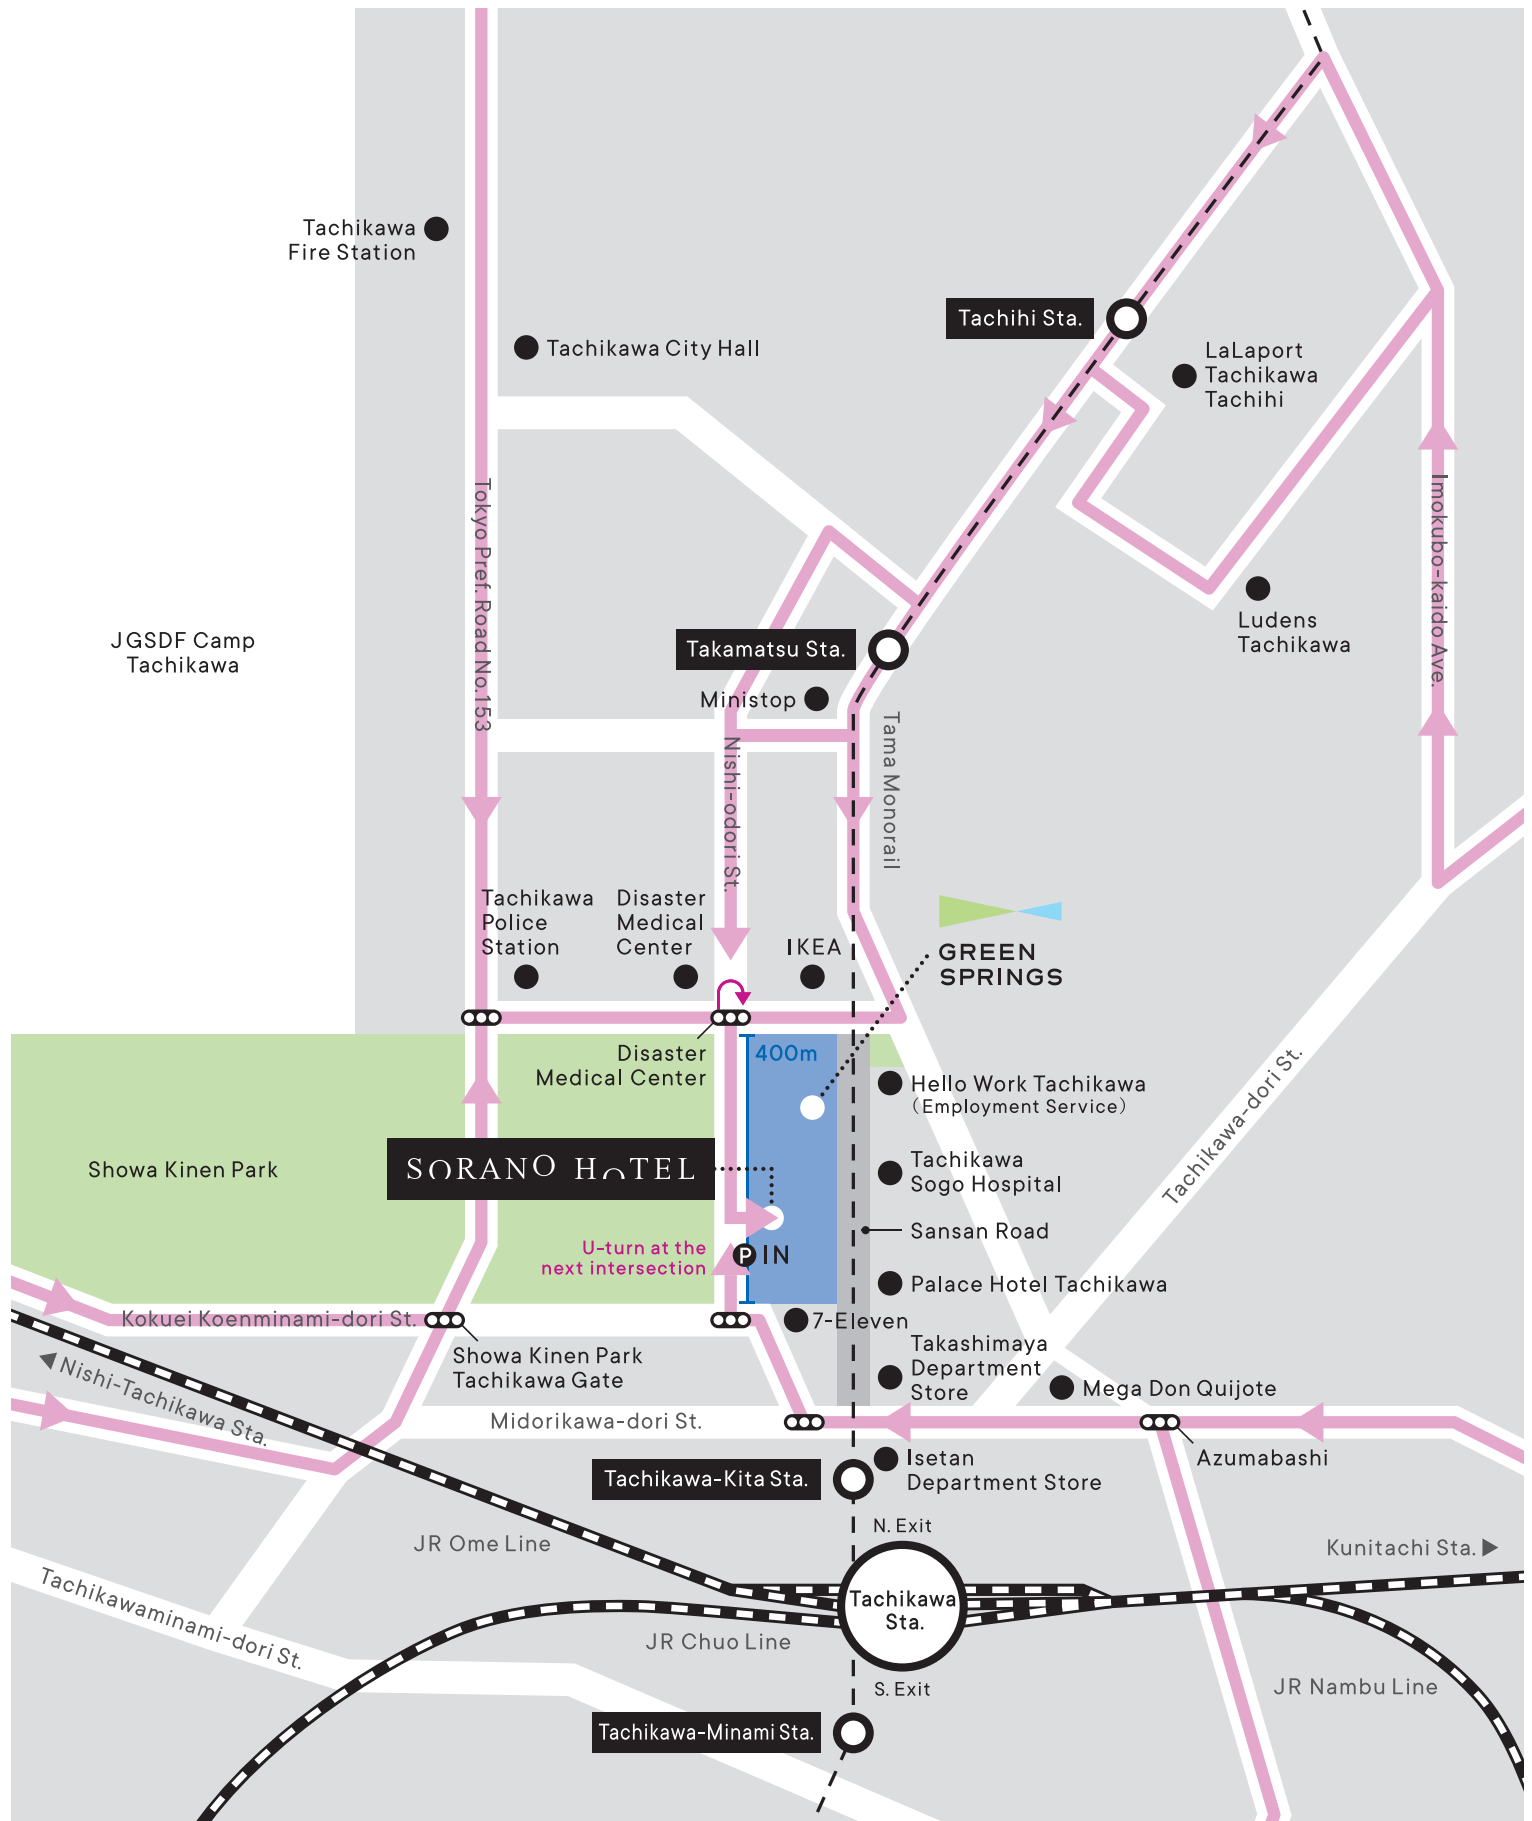 Tachikawa
Fire Station
Tachihi Sta.
Tachikawa City Hall
LaLaport
Tachikawa
Tachihi
Tokyo Pref. Road No.153
Imokubo-kaido Ave.
Ludens
Tachikawa
JGSDF Camp
Tachikawa
Takamatsu Sta.
Ministop
Nishi-odori St.
Tama Monorail
Tachikawa
Police
Station
Disaster
Medical
Center
IKEA
GREEN
SPRINGS
Disaster
Medical Center
400m
Hello Work Tachikawa
(Employment Service)
Tachikawa-dori St.
Showa Kinen Park
SORANO HOTEL
Tachikawa
Sogo Hospital
Sansan Road
U-turn at the
next intersection
P IN
Palace Hotel Tachikawa
Kokuei Koenminami-dori St.
7-Eleven
Showa Kinen Park
Tachikawa Gate
Takashimaya
Department
Store
Mega Don Quijote
◀ Nishi-Tachikawa Sta.
Midorikawa-dori St.
Azumabashi
Isetan
Department Store
Tachikawa-Kita Sta.
N. Exit
JR Ome Line
Kunitachi Sta. ▶
Tachikawa
Sta.
Tachikawaminami-dori St.
JR Chuo Line
S. Exit
JR Nambu Line
Tachikawa-Minami Sta.